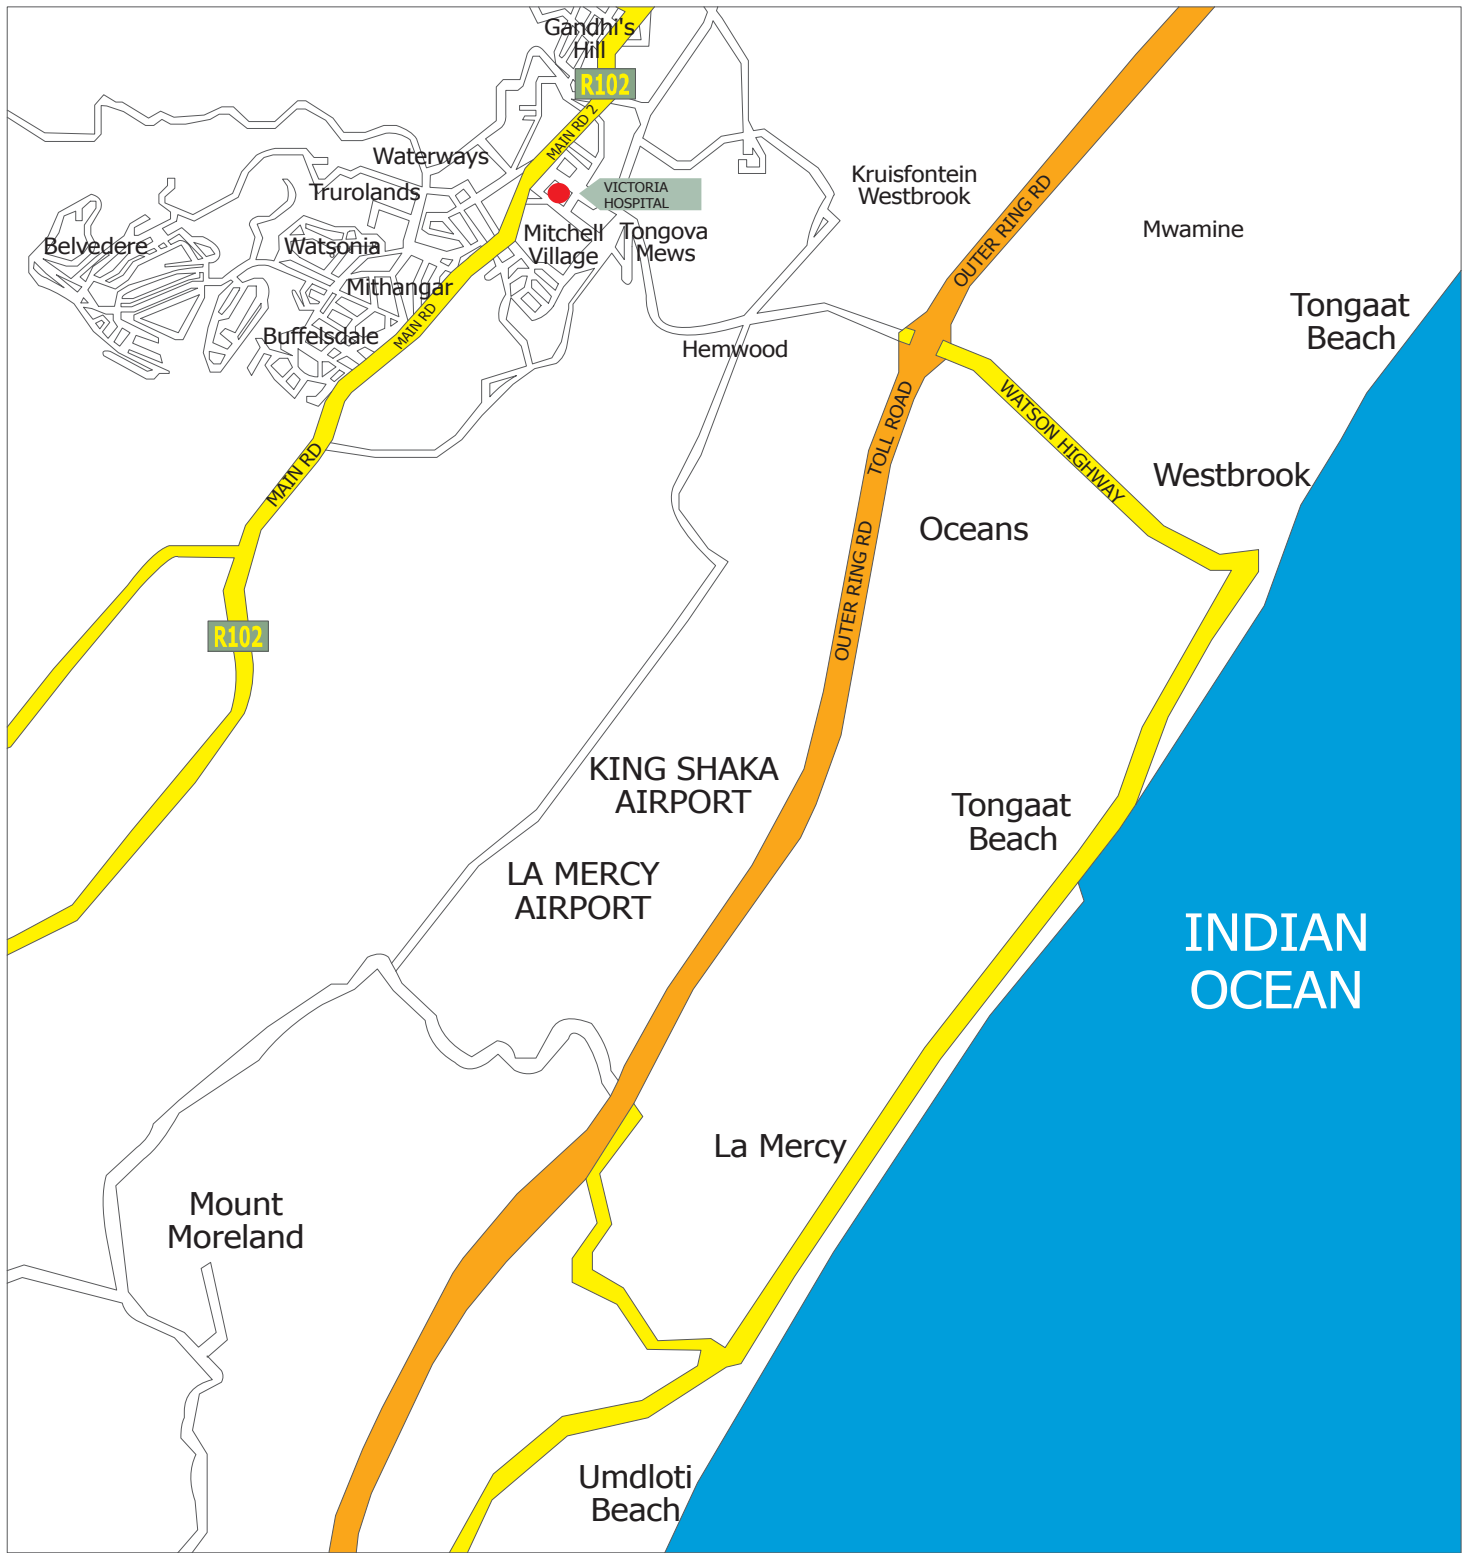 Gandhi's
Hill
R102
MAIN RD 2
Waterways
Trurolands
VICTORIA
HOSPITAL
Kruisfontein
Westbrook
OUTER RING RD
Mwamine
Belvedere
Watsonia
Mitchell
Village
Tongova
Mews
Mithangar
MAIN RD
Buffelsdale
Hemwood
Tongaat
Beach
TOLL ROAD
WATSON HIGHWAY
MAIN RD
Westbrook
Oceans
OUTER RING RD
R102
KING SHAKA
AIRPORT
Tongaat
Beach
LA MERCY
AIRPORT
INDIAN
OCEAN
La Mercy
Mount
Moreland
Umdloti
Beach